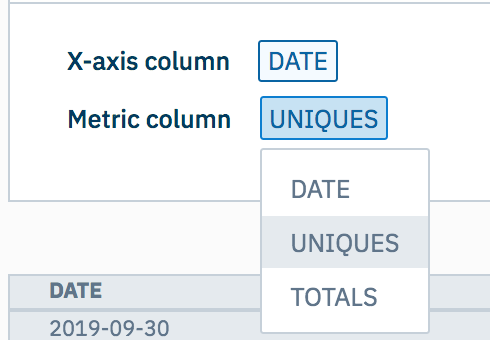 X-axis column DATE
Metric column UNIQUES
DATE
UNIQUES
TOTALS
DATE
2019-09-30